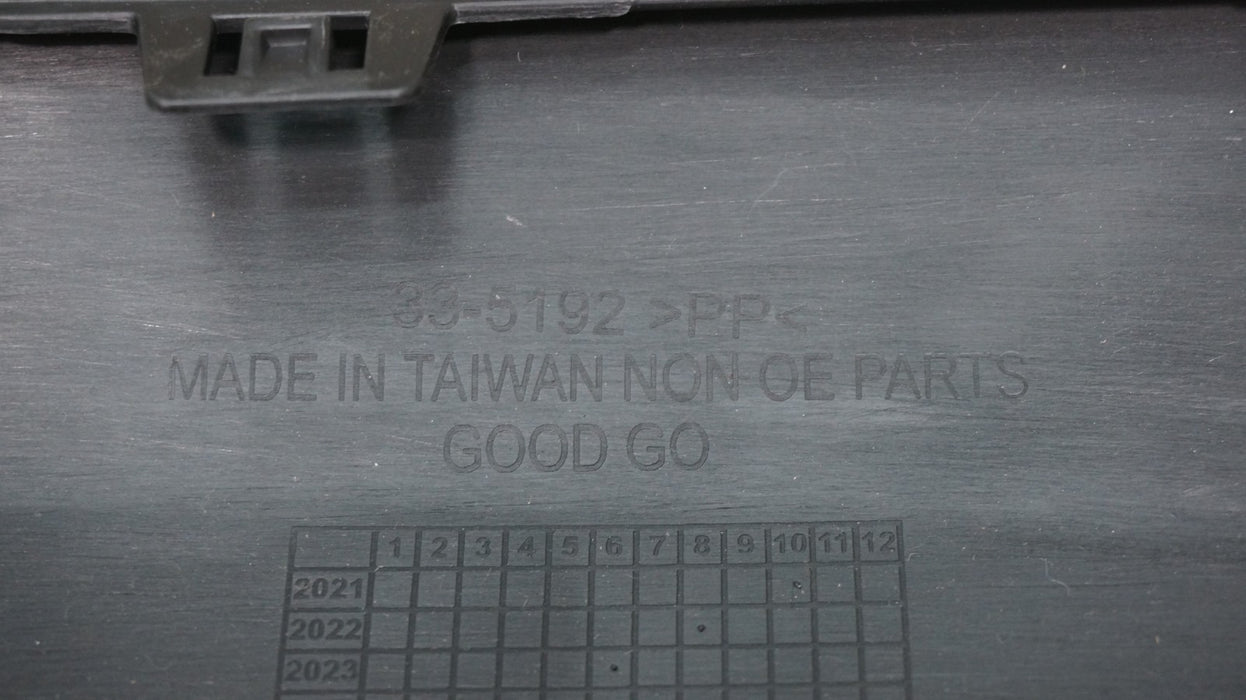 33-5192 >PP<
MADE IN TAIWAN NON-OE PARTS
GOOD GO
1 2 3 4 5 6 7 8 9 10 11 12
2021
2022
2023